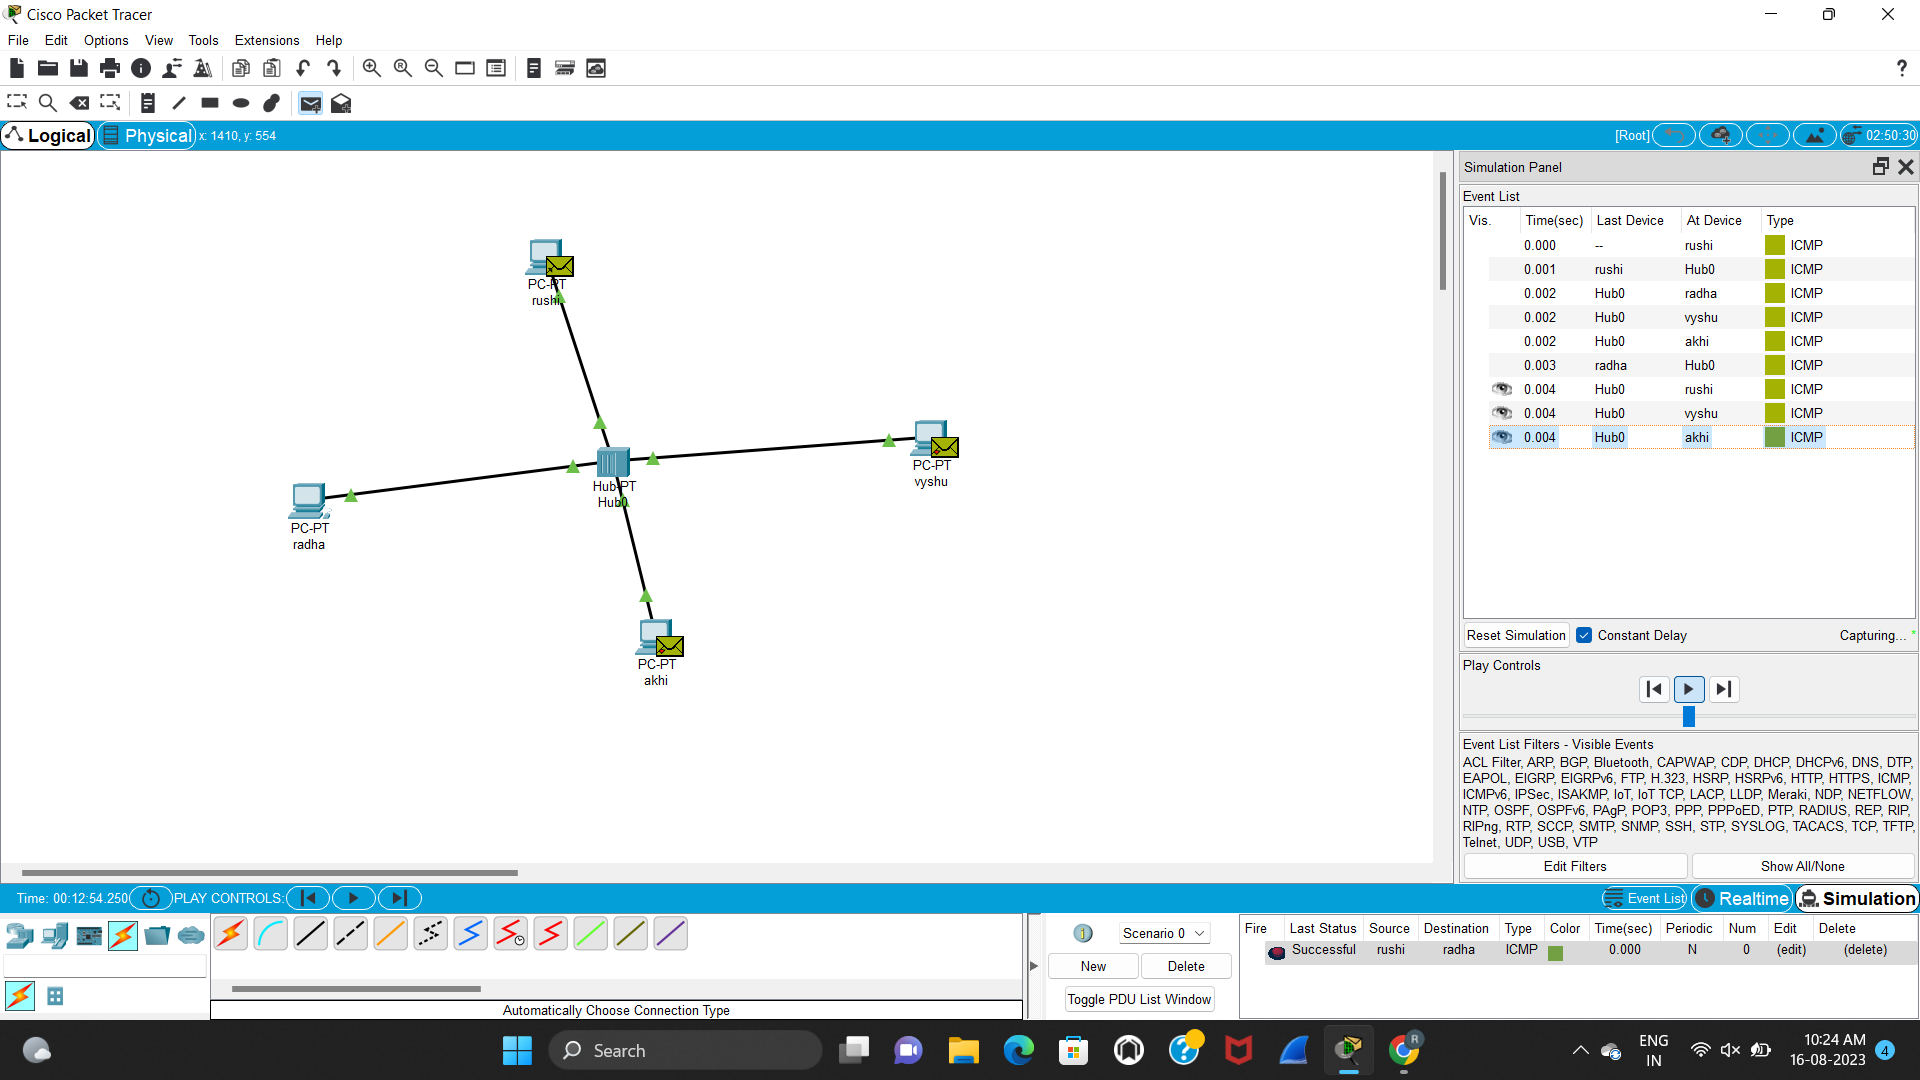 Cisco Packet Tracer
File Edit Options View Tools Extensions Help
Logical Physical x: 1410, y: 554 [Root] 02:50:30
PC-PT
rushi
Hub-PT
Hub0
PC-PT
vyshu
PC-PT
radha
PC-PT
akhi
Simulation Panel
Event List
Vis. Time(sec) Last Device At Device Type
0.000 -- rushi ICMP
0.001 rushi Hub0 ICMP
0.002 Hub0 radha ICMP
0.002 Hub0 vyshu ICMP
0.002 Hub0 akhi ICMP
0.003 radha Hub0 ICMP
0.004 Hub0 rushi ICMP
0.004 Hub0 vyshu ICMP
0.004 Hub0 akhi ICMP
Reset Simulation Constant Delay Capturing... *
Play Controls
Event List Filters - Visible Events
ACL Filter, ARP, BGP, Bluetooth, CAPWAP, CDP, DHCP, DHCPv6, DNS, DTP,
EAPOL, EIGRP, EIGRPv6, FTP, H.323, HSRP, HSRPv6, HTTP, HTTPS, ICMP,
ICMPv6, IPSec, ISAKMP, IoT, IoT TCP, LACP, LLDP, Meraki, NDP, NETFLOW,
NTP, OSPF, OSPFv6, PAgP, POP3, PPP, PPPoED, PTP, RADIUS, REP, RIP,
RIPng, RTP, SCCP, SMTP, SNMP, SSH, STP, SYSLOG, TACACS, TCP, TFTP,
Telnet, UDP, USB, VTP
Edit Filters Show All/None
Time: 00:12:54.250 PLAY CONTROLS: Event List Realtime Simulation
Automatically Choose Connection Type
Scenario 0
New Delete
Toggle PDU List Window
Fire Last Status Source Destination Type Color Time(sec) Periodic Num Edit Delete
Successful rushi radha ICMP 0.000 N 0 (edit) (delete)
Search
ENG
IN
10:24 AM
16-08-2023
4